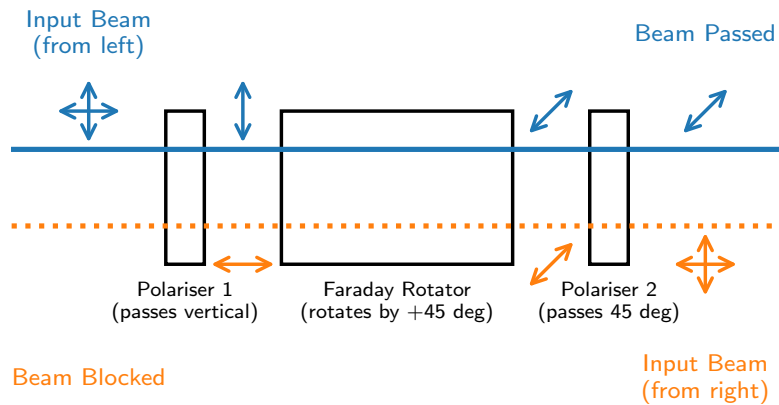 Input Beam
(from left)
Beam Passed
Polariser 1
(passes vertical)
Faraday Rotator
(rotates by +45 deg)
Polariser 2
(passes 45 deg)
Beam Blocked
Input Beam
(from right)